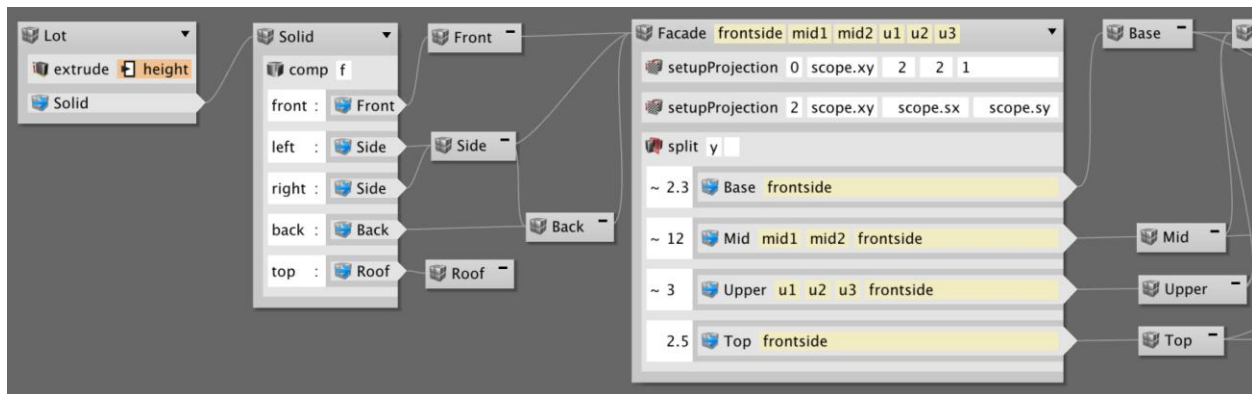 Lot
extrude height
Solid
Solid
comp f
front : Front
left : Side
right : Side
back : Back
top : Roof
Front
Side
Back
Roof
Facade frontside mid1 mid2 u1 u2 u3
setupProjection 0 scope.xy 2 2 1
setupProjection 2 scope.xy scope.sx scope.sy
split y
~ 2.3 Base frontside
~ 12 Mid mid1 mid2 frontside
~ 3 Upper u1 u2 u3 frontside
2.5 Top frontside
Base
Mid
Upper
Top